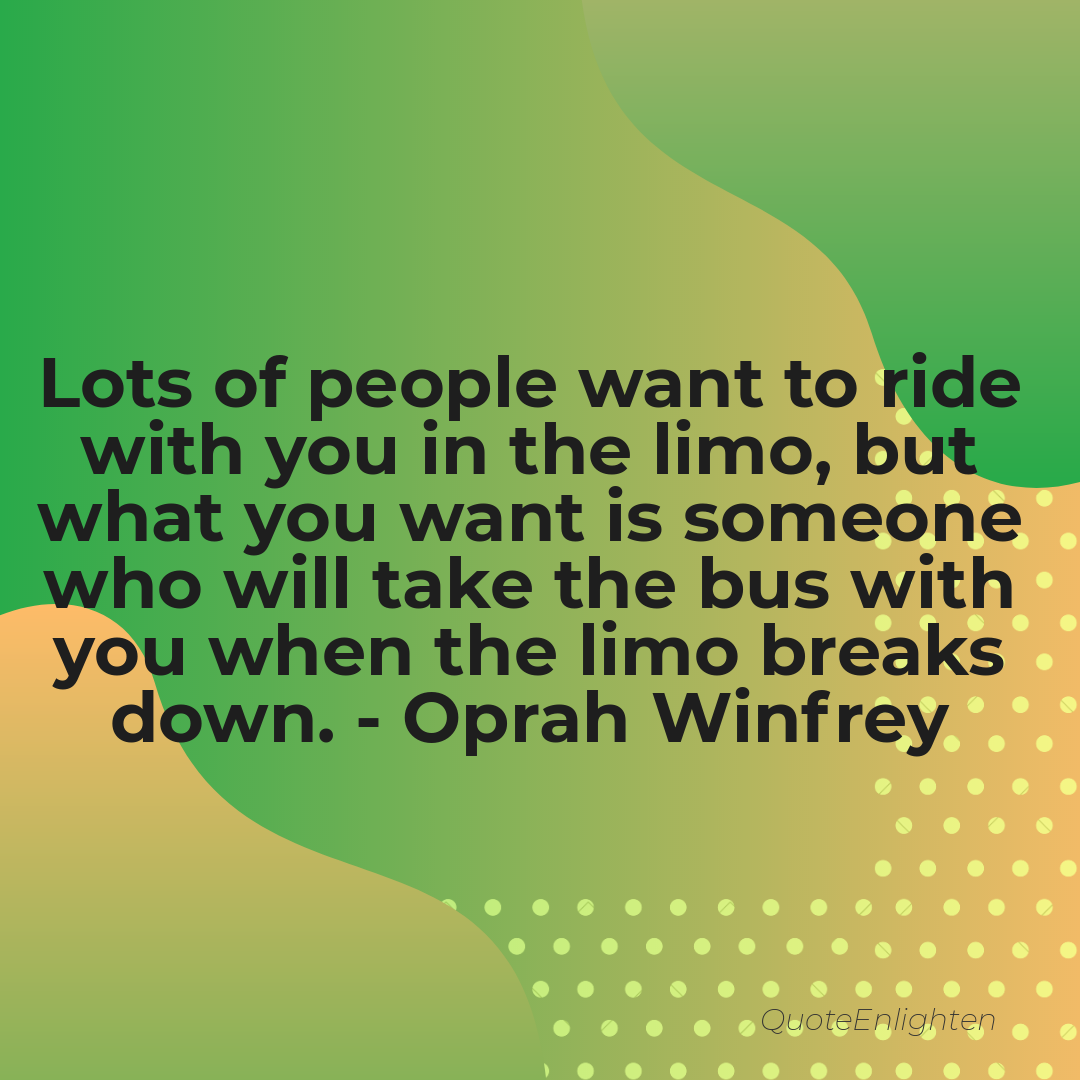 Lots of people want to ride
with you in the limo, but
what you want is someone
who will take the bus with
you when the limo breaks
down. - Oprah Winfrey
QuoteEnlighten